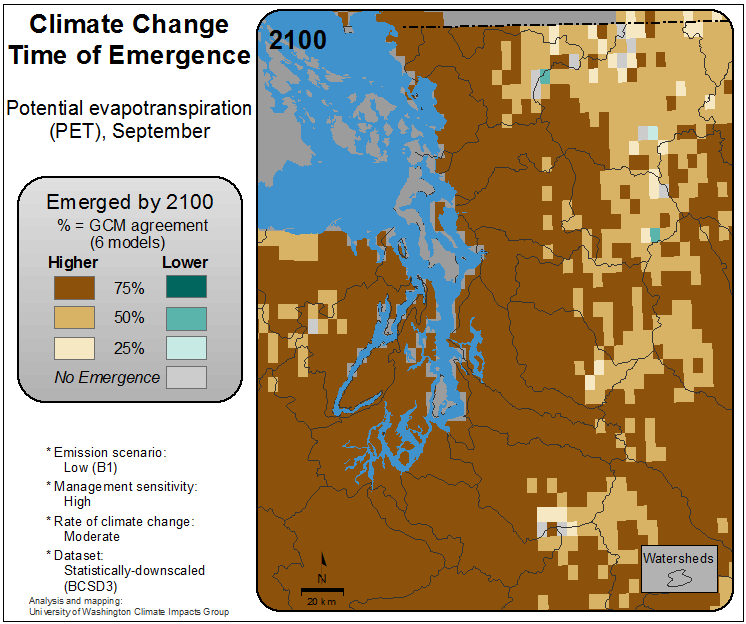 Climate Change
Time of Emergence
Potential evapotranspiration
(PET), September
Emerged by 2100
% = GCM agreement
(6 models)
Higher Lower
75%
50%
25%
No Emergence
* Emission scenario:
Low (B1)
* Management sensitivity:
High
* Rate of climate change:
Moderate
* Dataset:
Statistically-downscaled
(BCSD3)
Analysis and mapping:
University of Washington Climate Impacts Group
2100
N
20 km
Watersheds